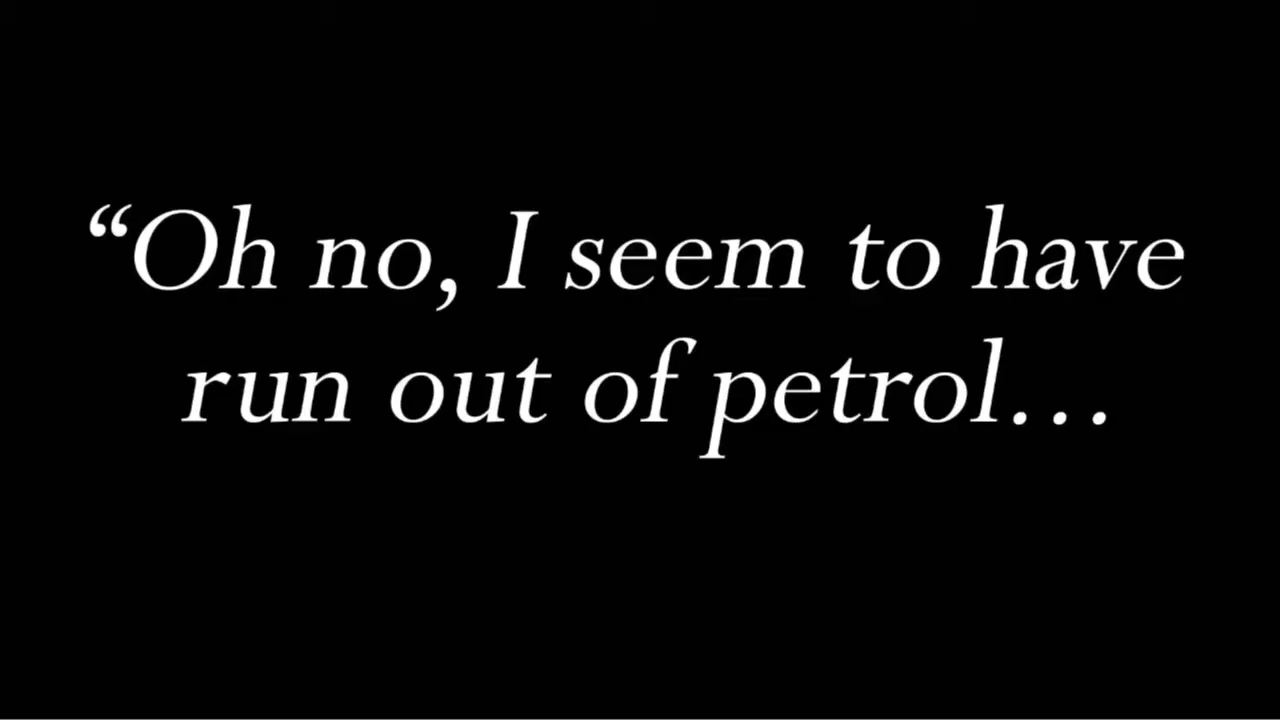 “Oh no, I seem to have
run out of petrol…